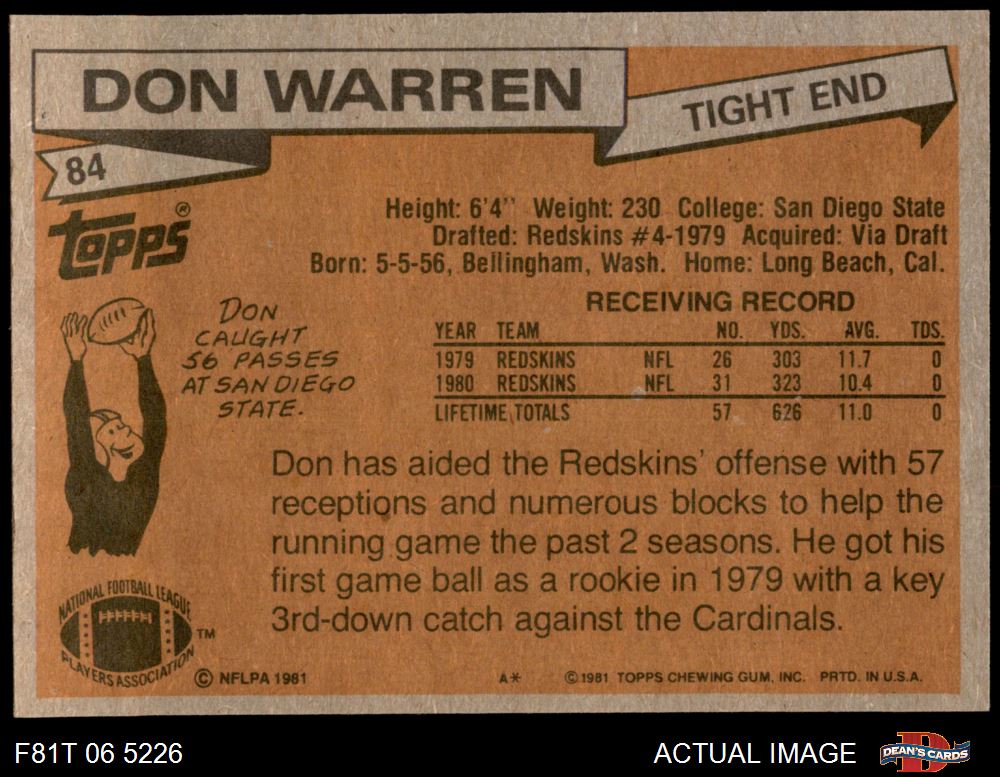 DON WARREN
TIGHT END
84
topps®
Height: 6'4" Weight: 230 College: San Diego State
Drafted: Redskins #4-1979 Acquired: Via Draft
Born: 5-5-56, Bellingham, Wash. Home: Long Beach, Cal.
DON
CAUGHT
56 PASSES
AT SAN DIEGO
STATE.
RECEIVING RECORD
YEAR TEAM NO. YDS. AVG. TDS.
1979 REDSKINS NFL 26 303 11.7 0
1980 REDSKINS NFL 31 323 10.4 0
LIFETIME TOTALS 57 626 11.0 0
Don has aided the Redskins' offense with 57
receptions and numerous blocks to help the
running game the past 2 seasons. He got his
first game ball as a rookie in 1979 with a key
3rd-down catch against the Cardinals.
NATIONAL FOOTBALL LEAGUE
PLAYERS ASSOCIATION
TM
© NFLPA 1981
A* © 1981 TOPPS CHEWING GUM, INC. PRTD. IN U.S.A.
F81T 06 5226
ACTUAL IMAGE
D
DEAN'S CARDS